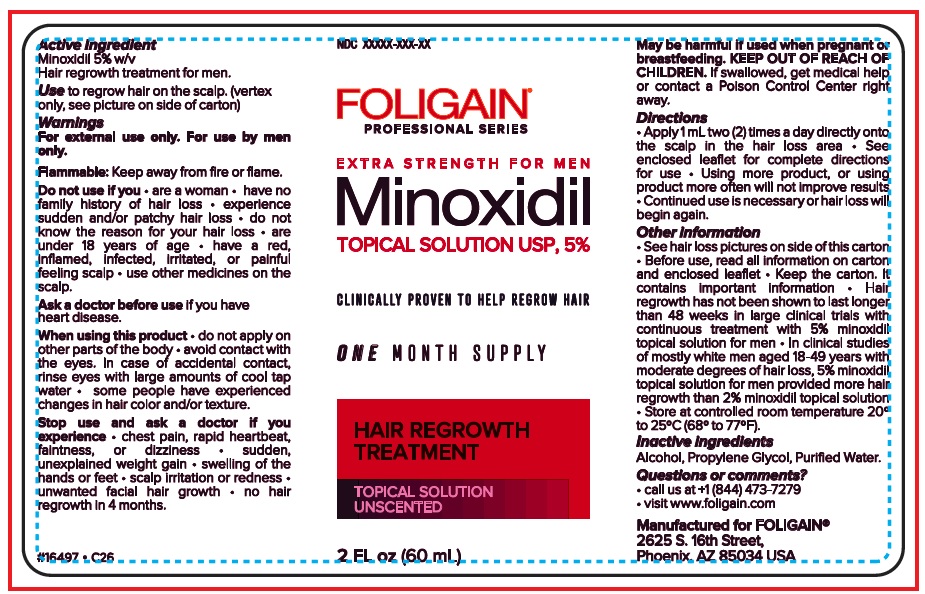 Active Ingredient
Minoxidil 5% w/v
Hair regrowth treatment for men.
Use to regrow hair on the scalp. (vertex
only, see picture on side of carton)
Warnings
For external use only. For use by men
only.
Flammable: Keep away from fire or flame.
Do not use if you • are a woman • have no
family history of hair loss • experience
sudden and/or patchy hair loss • do not
know the reason for your hair loss • are
under 18 years of age • have a red,
inflamed, infected, irritated, or painful
feeling scalp • use other medicines on the
scalp.
Ask a doctor before use if you have
heart disease.
When using this product • do not apply on
other parts of the body • avoid contact with
the eyes. In case of accidental contact,
rinse eyes with large amounts of cool tap
water • some people have experienced
changes in hair color and/or texture.
Stop use and ask a doctor if you
experience • chest pain, rapid heartbeat,
faintness, or dizziness • sudden,
unexplained weight gain • swelling of the
hands or feet • scalp irritation or redness •
unwanted facial hair growth • no hair
regrowth in 4 months.
#16497 • C26
NDC XXXXX-XXX-XX
FOLIGAIN®
PROFESSIONAL SERIES
EXTRA STRENGTH FOR MEN
Minoxidil
TOPICAL SOLUTION USP, 5%
CLINICALLY PROVEN TO HELP REGROW HAIR
ONE MONTH SUPPLY
HAIR REGROWTH
TREATMENT
TOPICAL SOLUTION
UNSCENTED
2 FL oz (60 mL)
May be harmful if used when pregnant or
breastfeeding. KEEP OUT OF REACH OF
CHILDREN. If swallowed, get medical help
or contact a Poison Control Center right
away.
Directions
• Apply 1 mL two (2) times a day directly onto
the scalp in the hair loss area • See
enclosed leaflet for complete directions
for use • Using more product, or using
product more often will not improve results
• Continued use is necessary or hair loss will
begin again.
Other information
• See hair loss pictures on side of this carton
• Before use, read all information on carton
and enclosed leaflet • Keep the carton. It
contains important information • Hair
regrowth has not been shown to last longer
than 48 weeks in large clinical trials with
continuous treatment with 5% minoxidil
topical solution for men • In clinical studies
of mostly white men aged 18-49 years with
moderate degrees of hair loss, 5% minoxidil
topical solution for men provided more hair
regrowth than 2% minoxidil topical solution
• Store at controlled room temperature 20°
to 25°C (68° to 77°F).
Inactive ingredients
Alcohol, Propylene Glycol, Purified Water.
Questions or comments?
• call us at +1 (844) 473-7279
• visit www.foligain.com
Manufactured for FOLIGAIN®
2625 S. 16th Street,
Phoenix, AZ 85034 USA